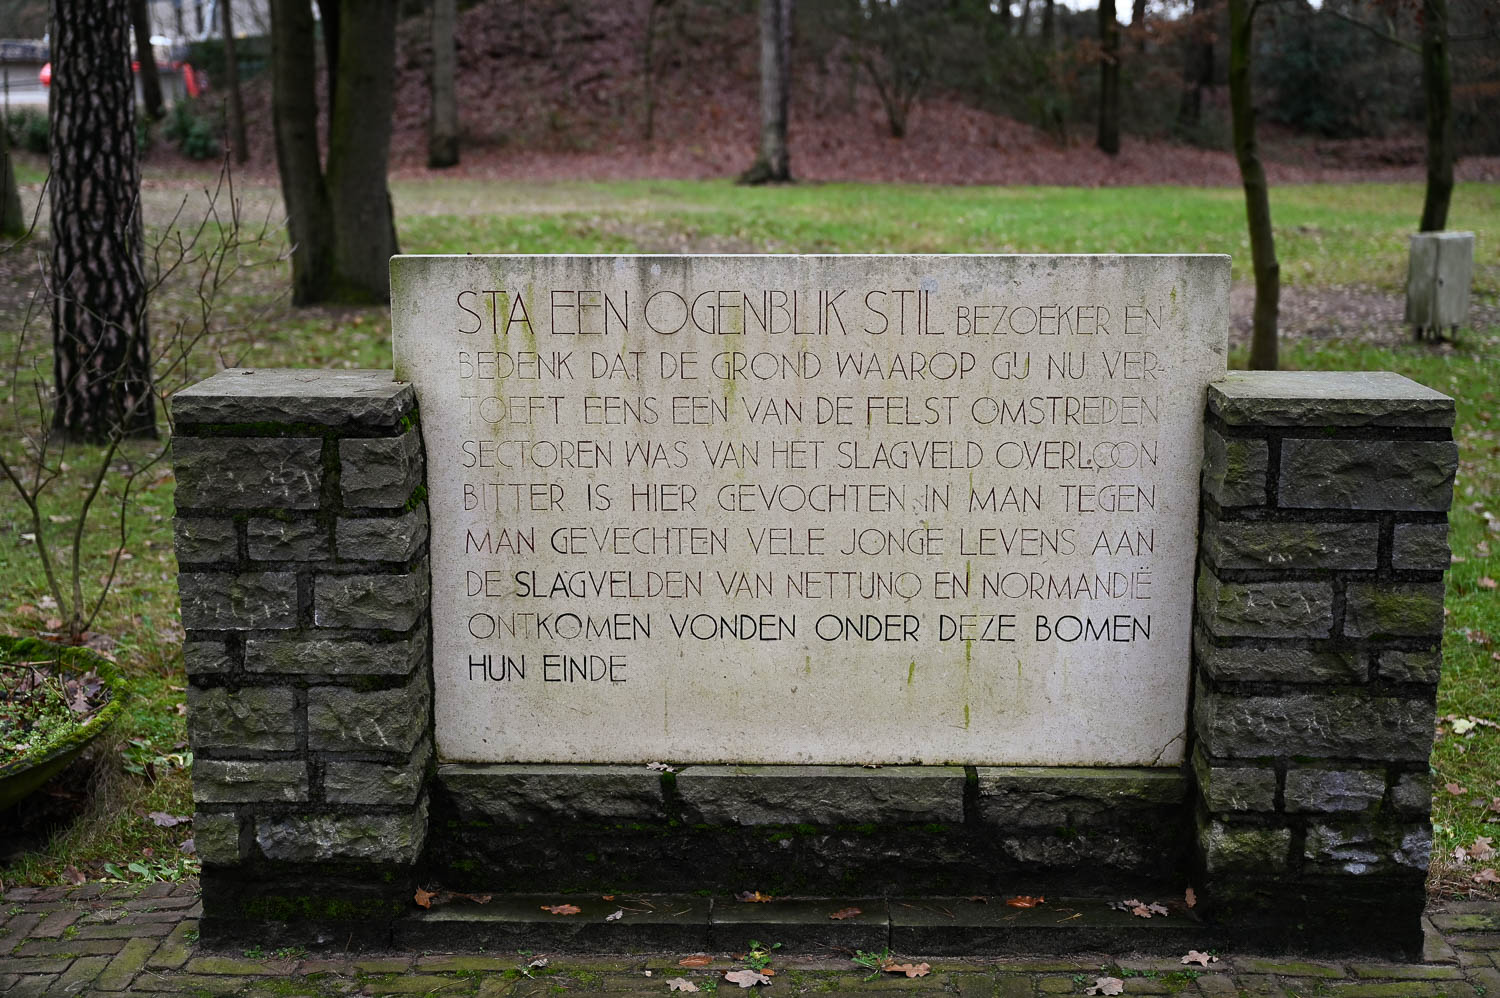 STA EEN OGENBLIK STIL BEZOEKER EN
BEDENK DAT DE GROND WAAROP GIJ NU VER-
TOEFT EENS EEN VAN DE FELST OMSTREDEN
SECTOREN WAS VAN HET SLAGVELD OVERLOON
BITTER IS HIER GEVOCHTEN IN MAN TEGEN
MAN GEVECHTEN VELE JONGE LEVENS AAN
DE SLAGVELDEN VAN NETTUNO EN NORMANDIË
ONTKOMEN VONDEN ONDER DEZE BOMEN
HUN EINDE